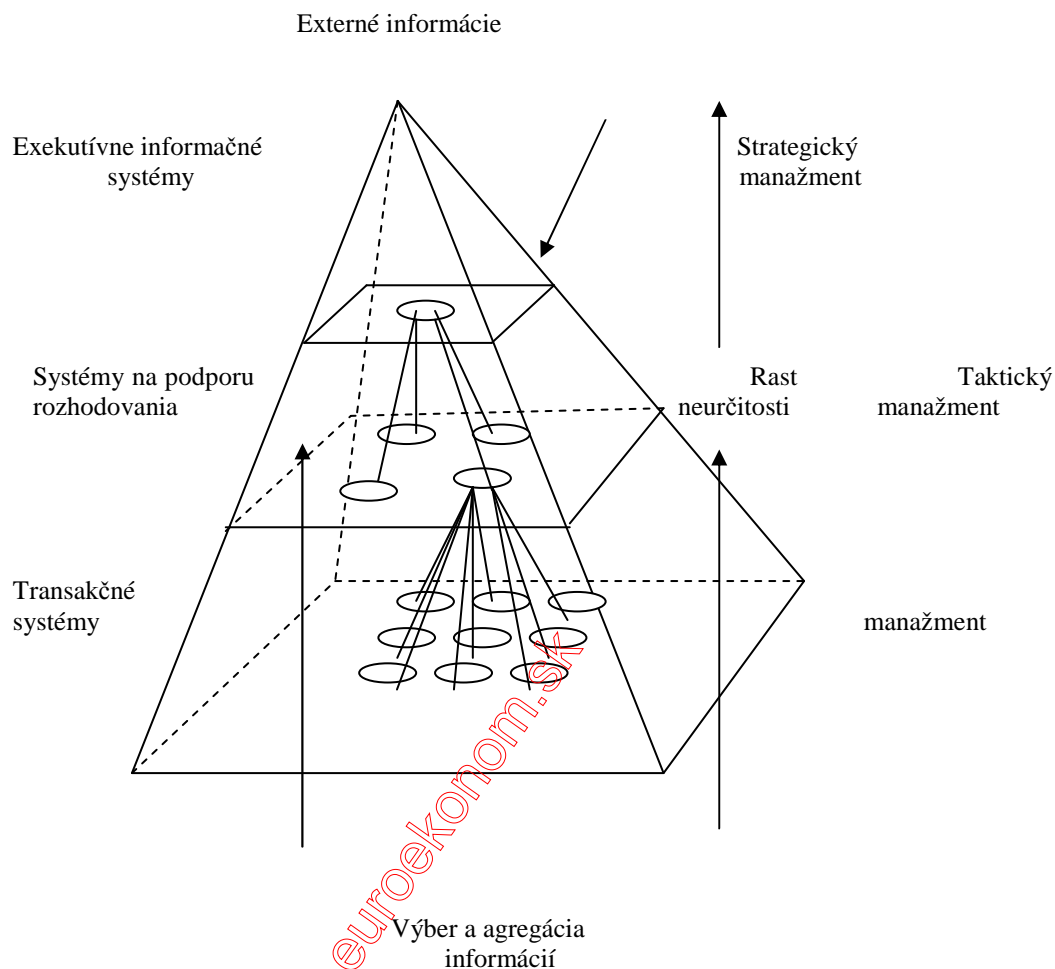 Externé informácie
Exekutívne informačné
systémy
Strategický
manažment
Systémy na podporu
rozhodovania
Rast
neurčitosti
Taktický
manažment
Transakčné
systémy
manažment
euroekonom.sk
Výber a agregácia
informácií